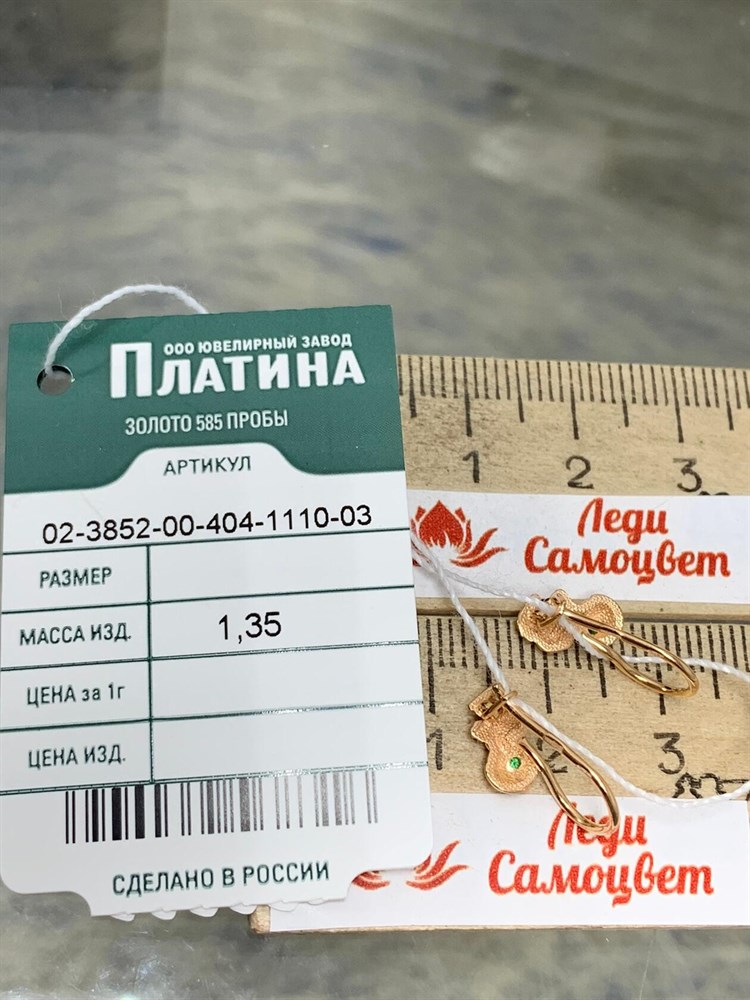 ООО ЮВЕЛИРНЫЙ ЗАВОД
ПЛАТИНА
ЗОЛОТО 585 ПРОБЫ
АРТИКУЛ
02-3852-00-404-1110-03
РАЗМЕР
МАССА ИЗД. 1,35
ЦЕНА за 1г
ЦЕНА ИЗД.
СДЕЛАНО В РОССИИ
1 2 3
Леди
Самоцвет
1 2 3
Леди
Самоцвет